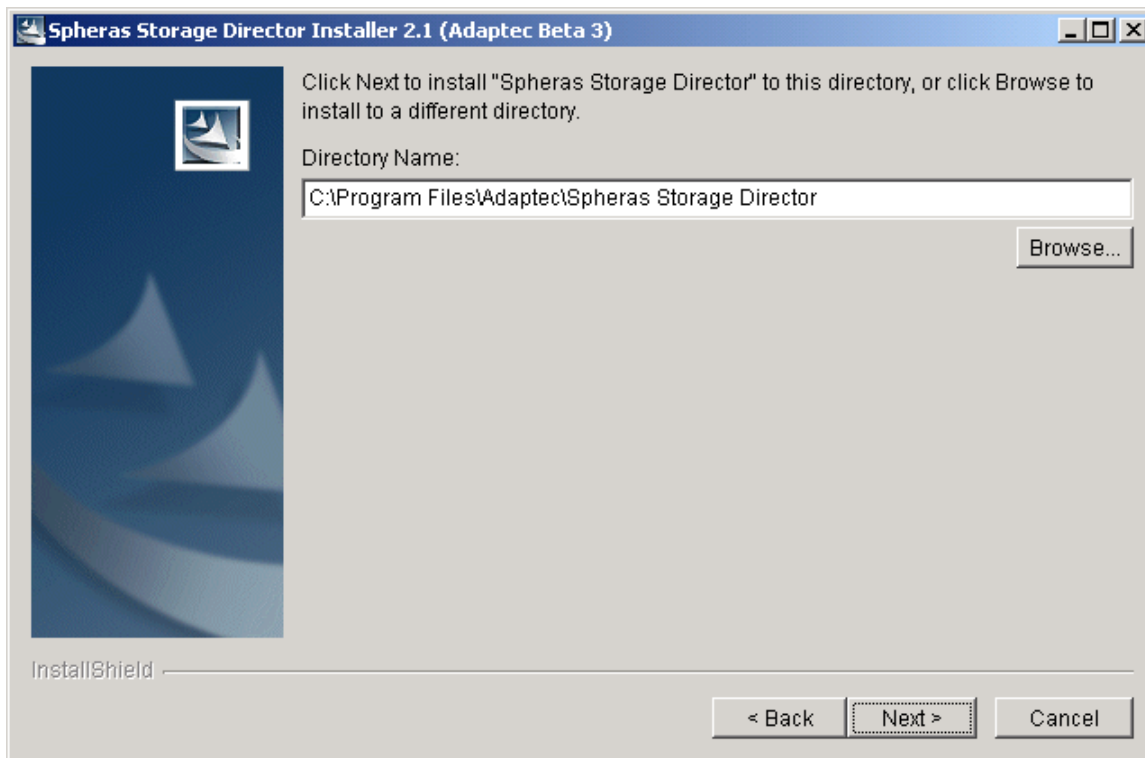 Spheras Storage Director Installer 2.1 (Adaptec Beta 3)
Click Next to install "Spheras Storage Director" to this directory, or click Browse to
install to a different directory.
Directory Name:
C:\Program Files\Adaptec\Spheras Storage Director
Browse...
InstallShield
< Back
Next >
Cancel